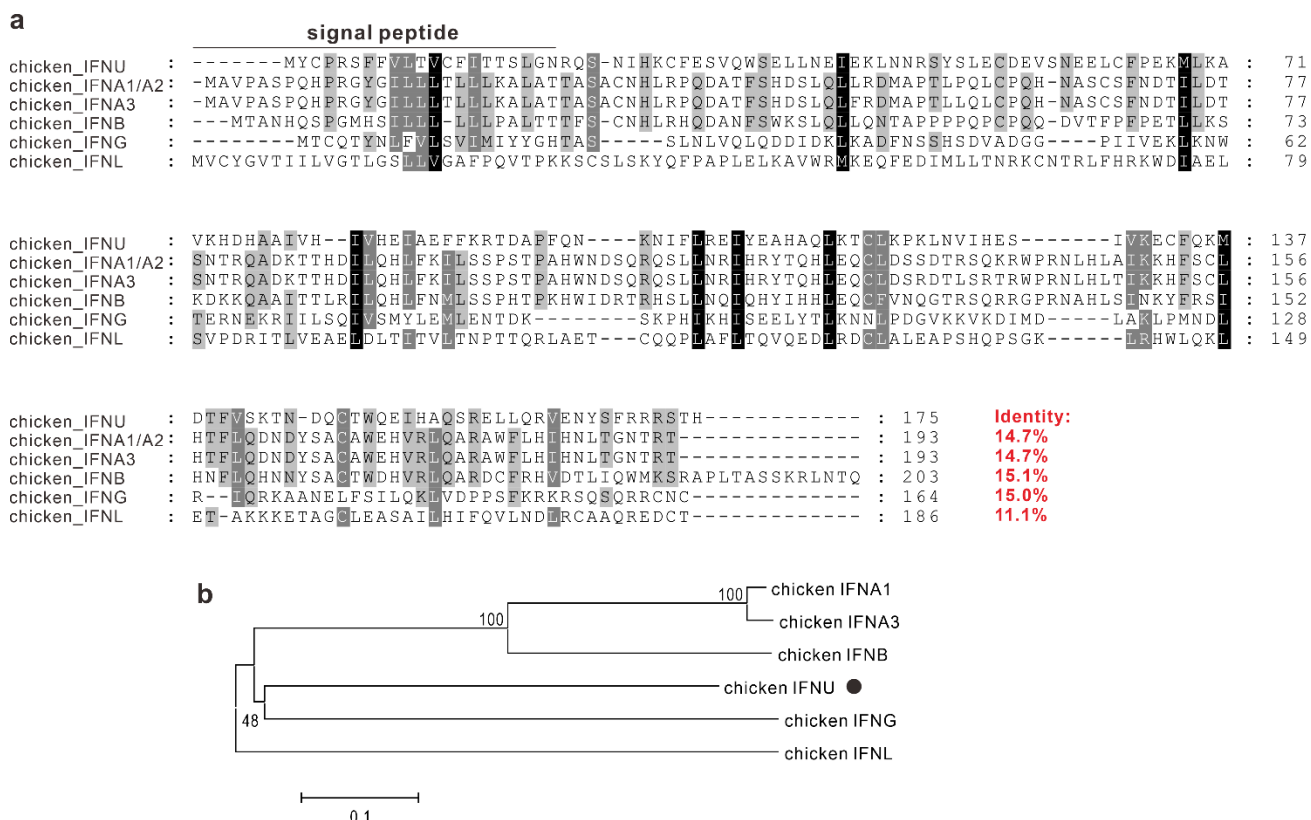 a
signal peptide
chicken_IFNU : -------MYCPRSFFVLTVCFITTSLGNRQS-NIHKCFESVQWSELLNEIEKLNNRSYSLECDEVSNEELCFPEKMLKA : 71
chicken_IFNA1/A2 : -MAVPASPQHPRGYGILLLTLLLKALATTASACNHLRPQDATFSHDSLQLLRDMAPTLPQLCPQH-NASCSFNDTILDT : 77
chicken_IFNA3 : -MAVPASPQHPRGYGILLLTLLLKALATTASACNHLRPQDATFSHDSLQLFRDMAPTLLQLCPQH-NASCSFNDTILDT : 77
chicken_IFNB : --MTANHQSPGMHSILLLL-LLLPALTTTFS-CNHLRHQDANFSWKSLQLLQNTAPPPPQPCPQQ-DVTFPFPETLLKS : 73
chicken_IFNG : --------MTCQTYNLFVLSVIMIYYGHTAS----SLNLVQLQDDIDKLKADFNSSHSDVADGG-----PIIVEKLKNW : 62
chicken_IFNL : MVCYGVTIILVGTLGSLLVGAFPQVTPKKSCSLSKYQFPAPLELKAVWRMKEQFEDIMLLTNRKCNTRLFHRKWDIAEL : 79
chicken_IFNU : VKHDHAAIVH--IVHEIAEFFKRTDAPFQN----KNIFLREIYEAHAQLKTCLKPKLNVIHES------IVKECFQKM : 137
chicken_IFNA1/A2 : SNTRQADKTTHDILQHLFKILSSPSTPAHWNDSQRQSLLNRIHRYTQHLEQCLDSSDTRSQKRWPRNLHLAIKKHFSCL : 156
chicken_IFNA3 : SNTRQADKTTHDILQHLFKILSSPSTPAHWNDSQRQSLLNRIHRYTQHLEQCLDSRDTLSRTRWPRNLHLTIKKHFSCL : 156
chicken_IFNB : KDKKQAAITTLRILQHLFNMLSSPHTPKHWIDRTRHSLLNQIQHYIHHLEQCFVNQGTRSQRRGPRNAHLSINKYFRSI : 152
chicken_IFNG : TERNEKRIILSQIVSMYLEMLENTDK---------SKPHIKHISEELYTLKNNLPDGVKKVKDIMD----LAKLPMNDL : 128
chicken_IFNL : SVPDRITLVEAELDLTITVLTNPTTQRLAET----CQQPLAFLTQVQEDLRDCLALEAPSHQPSGK------LRHWLQKL : 149
chicken_IFNU : DTFVSKTN-DQCTWQEIHAQSRELLQRVENYSFRRRSTH------------ : 175
Identity:
chicken_IFNA1/A2 : HTFLQDNDYSACAWEHVRLQARAWFLHIHNLTGNTRT-------------- : 193
14.7%
chicken_IFNA3 : HTFLQDNDYSACAWEHVRLQARAWFLHIHNLTGNTRT-------------- : 193
14.7%
chicken_IFNB : HNFLQHNNYSACTWDHVRLQARDCFRHVDTLIQWMKSRAPLTASSKRLNTQ : 203
15.1%
chicken_IFNG : R--IQRKAANELFSILQKLVDPPSFKRKRSQSQRRCNC------------- : 164
15.0%
chicken_IFNL : ET-AKKKETAGCLEASAILHIFQVLNDLRCAAQREDCT------------- : 186
11.1%
b
100
100
chicken IFNA1
chicken IFNA3
chicken IFNB
chicken IFNU
48
chicken IFNG
chicken IFNL
0.1